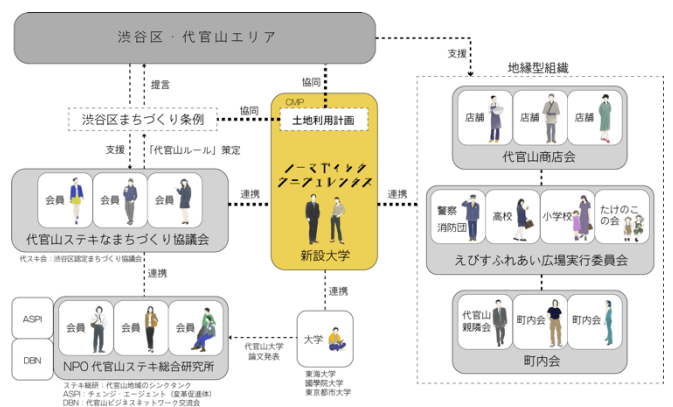 渋谷区・代官山エリア
支援
地縁型組織
提言
協同
渋谷区まちづくり条例
協同
CMP
土地利用計画
支援
「代官山ルール」策定
店舗
店舗
店舗
代官山商店会
ノーマディック
ラーニュレンクス
新設大学
会員
会員
会員
代官山ステキなまちづくり協議会
代スキ会：渋谷区認定まちづくり協議会
連携
連携
警察
消防団
高校
小学校
たけのこ
の会
えびすふれあい広場実行委員会
連携
連携
ASPI
DBN
会員
会員
会員
NPO 代官山ステキ総合研究所
代官山大学
論文発表
大学
東海大学
國學院大学
東京都市大学
代官山
親隣会
町内会
町内会
町内会
ステキ総研：代官山地域のシンクタンク
ASPI：チェンジ・エージェント（変革促進体）
DBN：代官山ビジネスネットワーク交流会